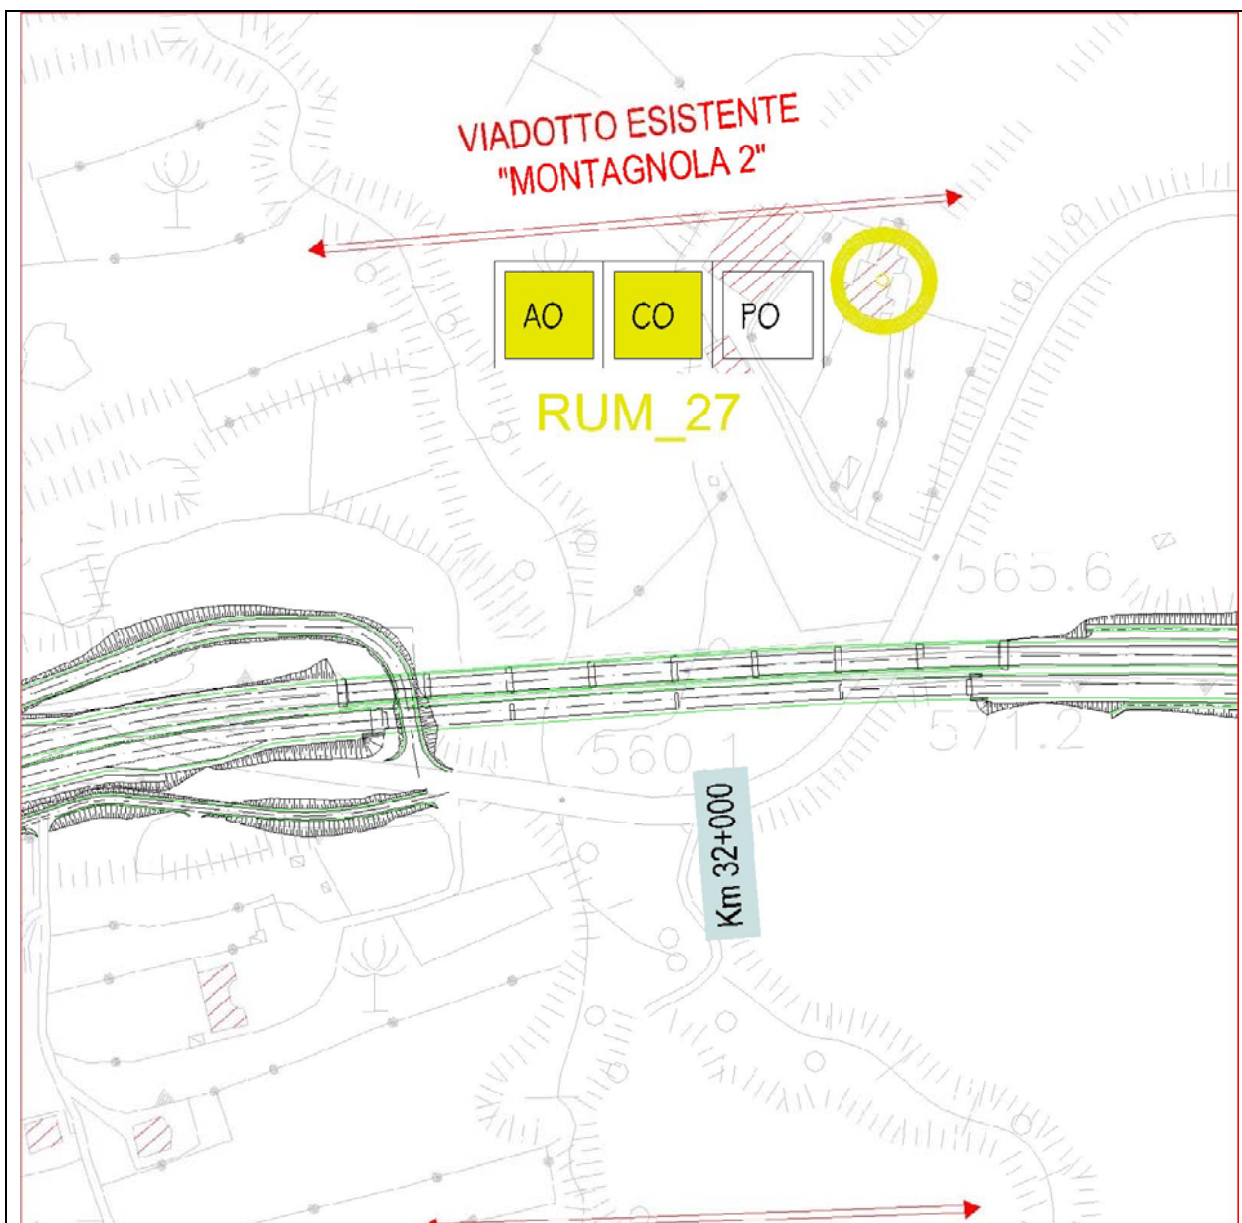 VIADOTTO ESISTENTE
"MONTAGNOLA 2"
AO CO PO
RUM_27
565.6
571.2
560.1
Km 32+000